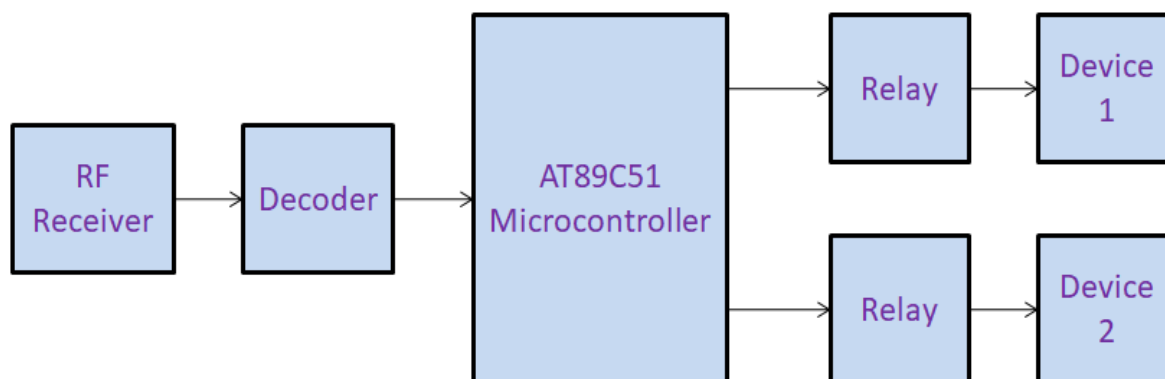 RF
Receiver
Decoder
AT89C51
Microcontroller
Relay
Device
1
Relay
Device
2